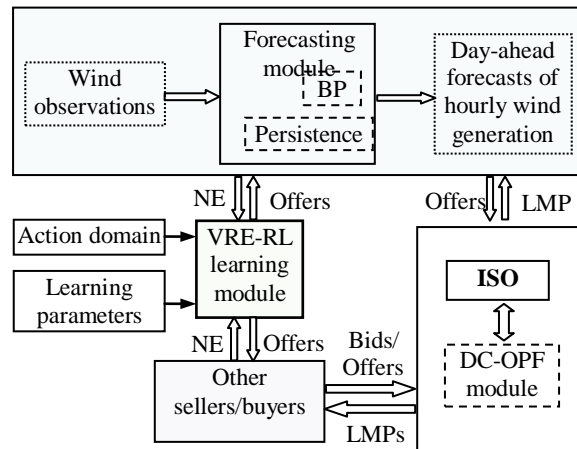 Wind
observations
Forecasting
module
BP
Persistence
Day-ahead
forecasts of
hourly wind
generation
NE
Offers
Offers
LMP
Action domain
Learning
parameters
VRE-RL
learning
module
NE
Offers
Other
sellers/buyers
Bids/
Offers
LMPs
ISO
DC-OPF
module